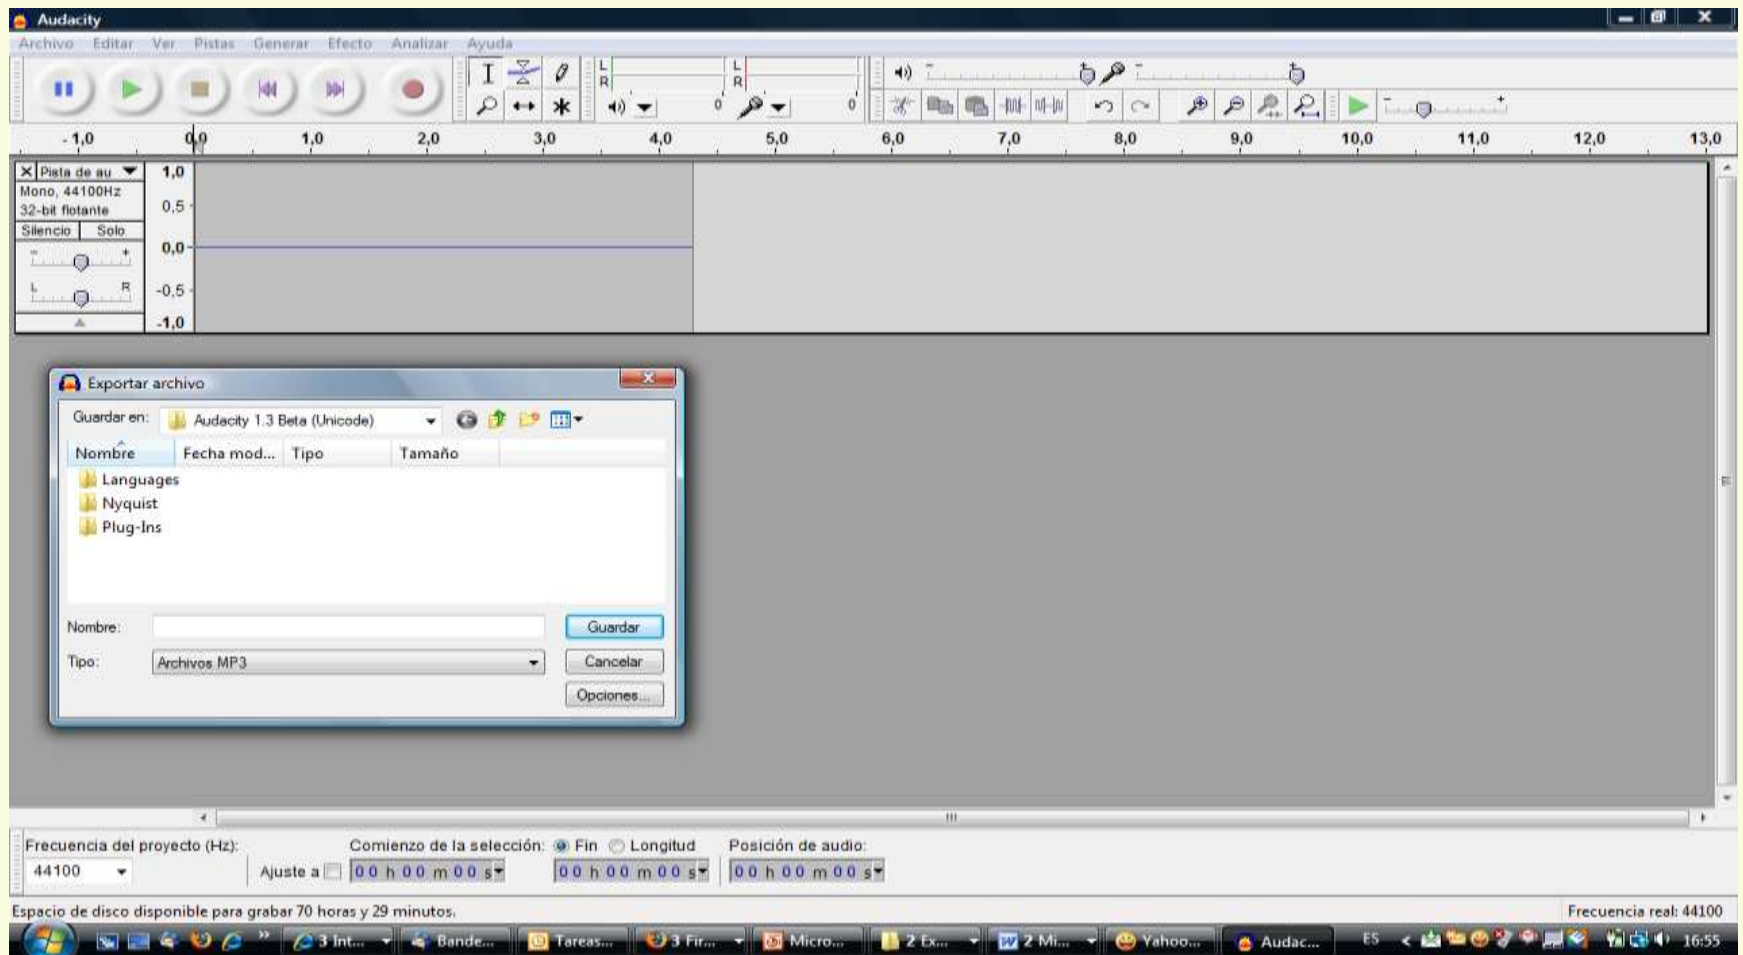 Audacity
Archivo Editar Ver Pistas Generar Efecto Analizar Ayuda
L R 0 L R 0
- 1,0 0,0 1,0 2,0 3,0 4,0 5,0 6,0 7,0 8,0 9,0 10,0 11,0 12,0 13,0
Pista de au
Mono, 44100Hz
32-bit flotante
Silencio Solo
- +
L R
1,0
0,5
0,0
-0,5
-1,0
Exportar archivo
Guardar en: Audacity 1.3 Beta (Unicode)
Nombre Fecha mod... Tipo Tamaño
Languages
Nyquist
Plug-Ins
Nombre: Guardar
Tipo: Archivos MP3 Cancelar
Opciones...
Frecuencia del proyecto (Hz): Comienzo de la selección: Fin Longitud Posición de audio:
44100 Ajuste a 00 h 00 m 00 s 00 h 00 m 00 s 00 h 00 m 00 s
Espacio de disco disponible para grabar 70 horas y 29 minutos. Frecuencia real: 44100
3 Int... Bande... Tareas... 3 Fir... Micro... 2 Ex... 2 Mi... Yahoo... Audac... ES 16:55